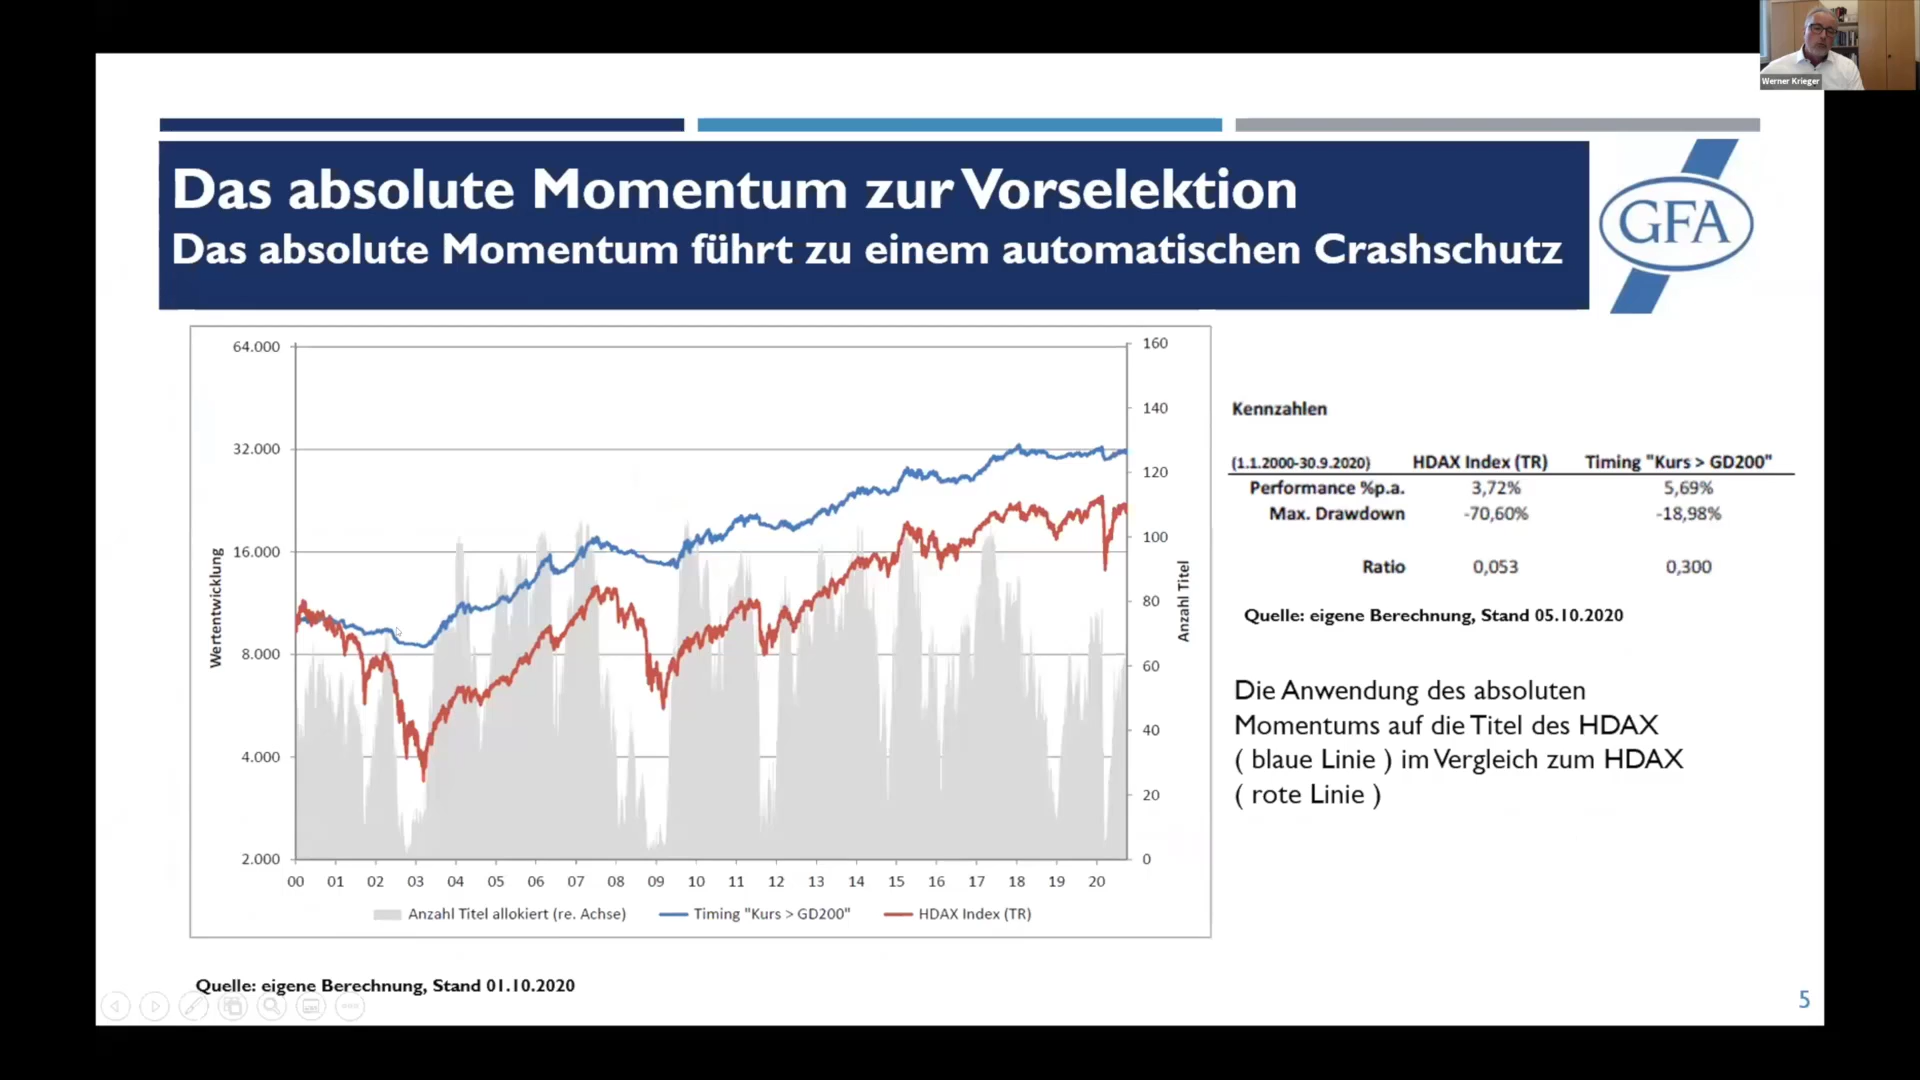 Werner Krieger
Das absolute Momentum zur Vorselektion
Das absolute Momentum führt zu einem automatischen Crashschutz
GFA
64.000
32.000
16.000
8.000
4.000
2.000
Wertentwicklung
160
140
120
100
80
60
40
20
0
Anzahl Titel
00 01 02 03 04 05 06 07 08 09 10 11 12 13 14 15 16 17 18 19 20
Anzahl Titel allokiert (re. Achse) Timing "Kurs > GD200" HDAX Index (TR)
Kennzahlen
(1.1.2000-30.9.2020) HDAX Index (TR) Timing "Kurs > GD200"
Performance %p.a. 3,72% 5,69%
Max. Drawdown -70,60% -18,98%
Ratio 0,053 0,300
Quelle: eigene Berechnung, Stand 05.10.2020
Die Anwendung des absoluten
Momentums auf die Titel des HDAX
( blaue Linie ) im Vergleich zum HDAX
( rote Linie )
Quelle: eigene Berechnung, Stand 01.10.2020
5